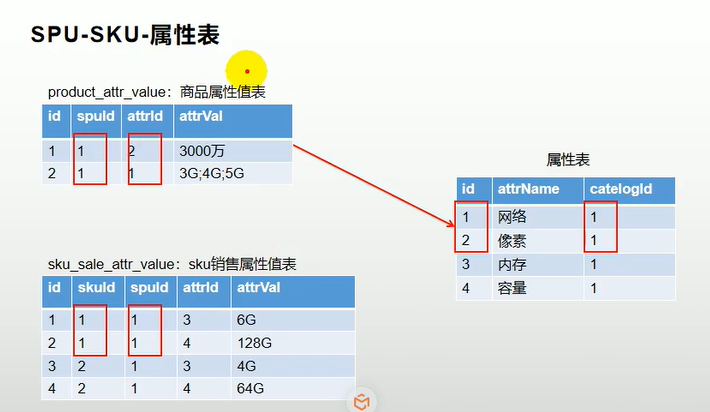 SPU-SKU-属性表
product_attr_value：商品属性值表
id spuId attrId attrVal
1 1 2 3000万
2 1 1 3G;4G;5G
属性表
id attrName catelogId
1 网络 1
2 像素 1
3 内存 1
4 容量 1
sku_sale_attr_value：sku销售属性值表
id skuId spuId attrId attrVal
1 1 1 3 6G
2 1 1 4 128G
3 2 1 3 4G
4 2 1 4 64G